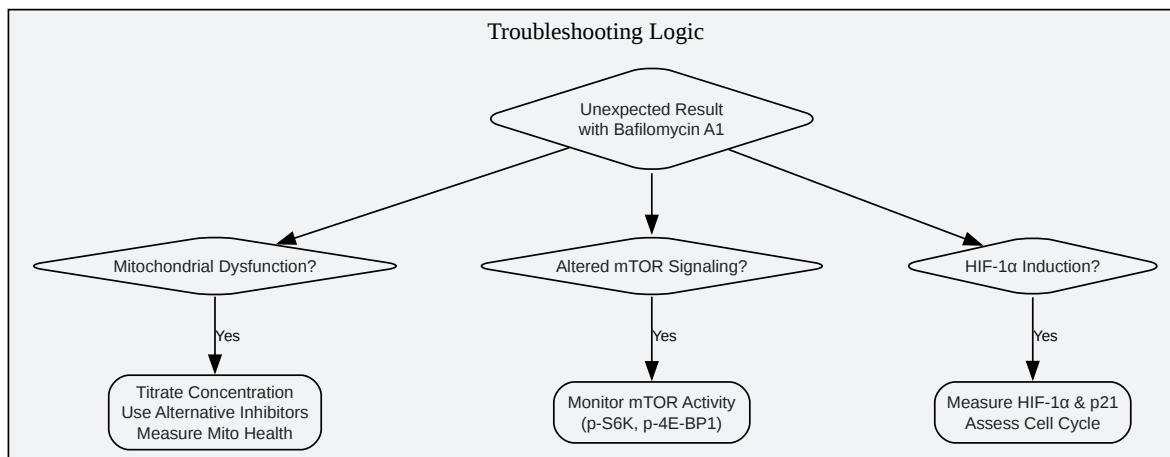 Troubleshooting Logic
Unexpected Result
with Bafilomycin A1
Mitochondrial Dysfunction?
Altered mTOR Signaling?
HIF-1α Induction?
Yes
Yes
Yes
Titrate Concentration
Use Alternative Inhibitors
Measure Mito Health
Monitor mTOR Activity
(p-S6K, p-4E-BP1)
Measure HIF-1α & p21
Assess Cell Cycle